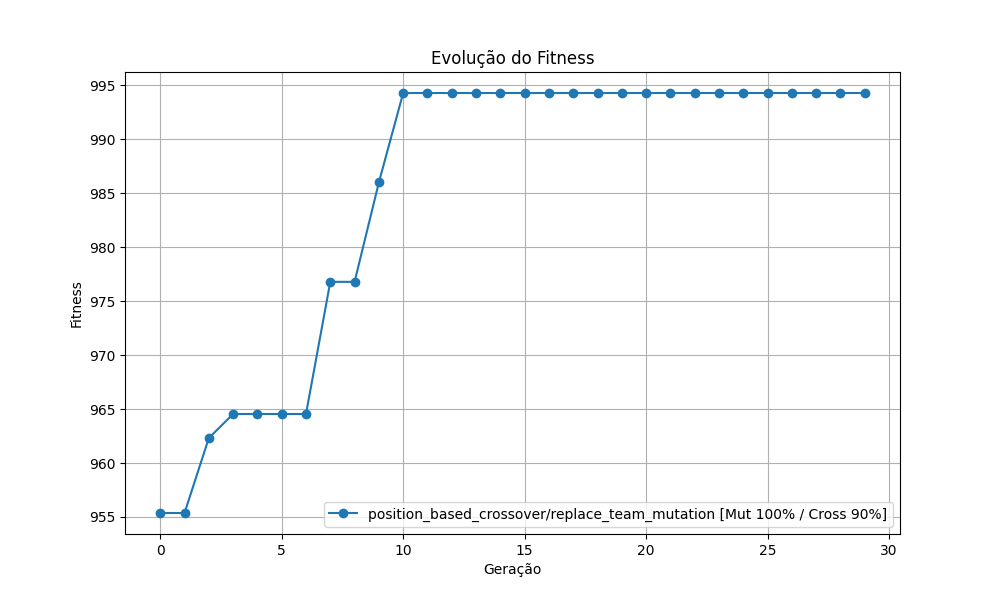 Evolução do Fitness
Fitness
995
990
985
980
975
970
965
960
955
position_based_crossover/replace_team_mutation [Mut 100% / Cross 90%]
0 5 10 15 20 25 30
Geração